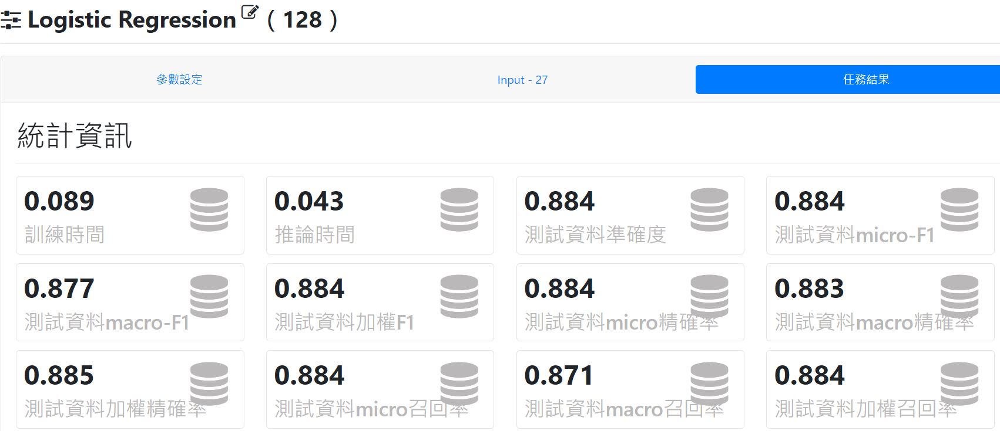 Logistic Regression ( 128 )
參數設定
Input - 27
任務結果
統計資訊
0.089
訓練時間
0.043
推論時間
0.884
測試資料準確度
0.884
測試資料micro-F1
0.877
測試資料macro-F1
0.884
測試資料加權F1
0.884
測試資料micro精確率
0.883
測試資料macro精確率
0.885
測試資料加權精確率
0.884
測試資料micro召回率
0.871
測試資料macro召回率
0.884
測試資料加權召回率